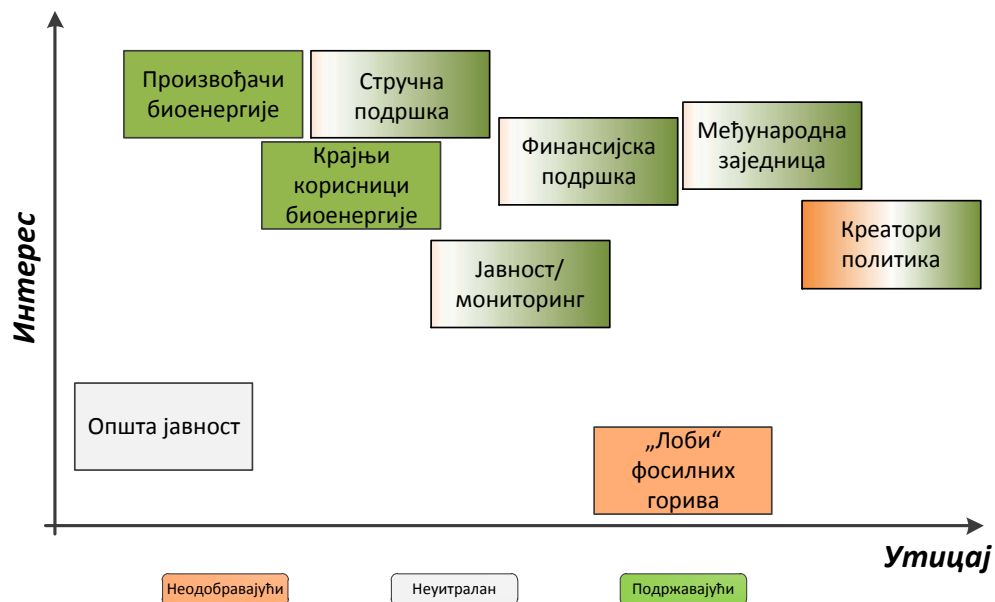 Произвођачи
биоенергије
Стручна
подршка
Крајњи
корисници
биоенергије
Финансијска
подршка
Међународна
заједница
Креатори
политика
Јавност/
мониторинг
Општа јавност
„Лоби“
фосилних
горива
Интерес
Утицај
Неодобравајући
Неуитралан
Подржавајући